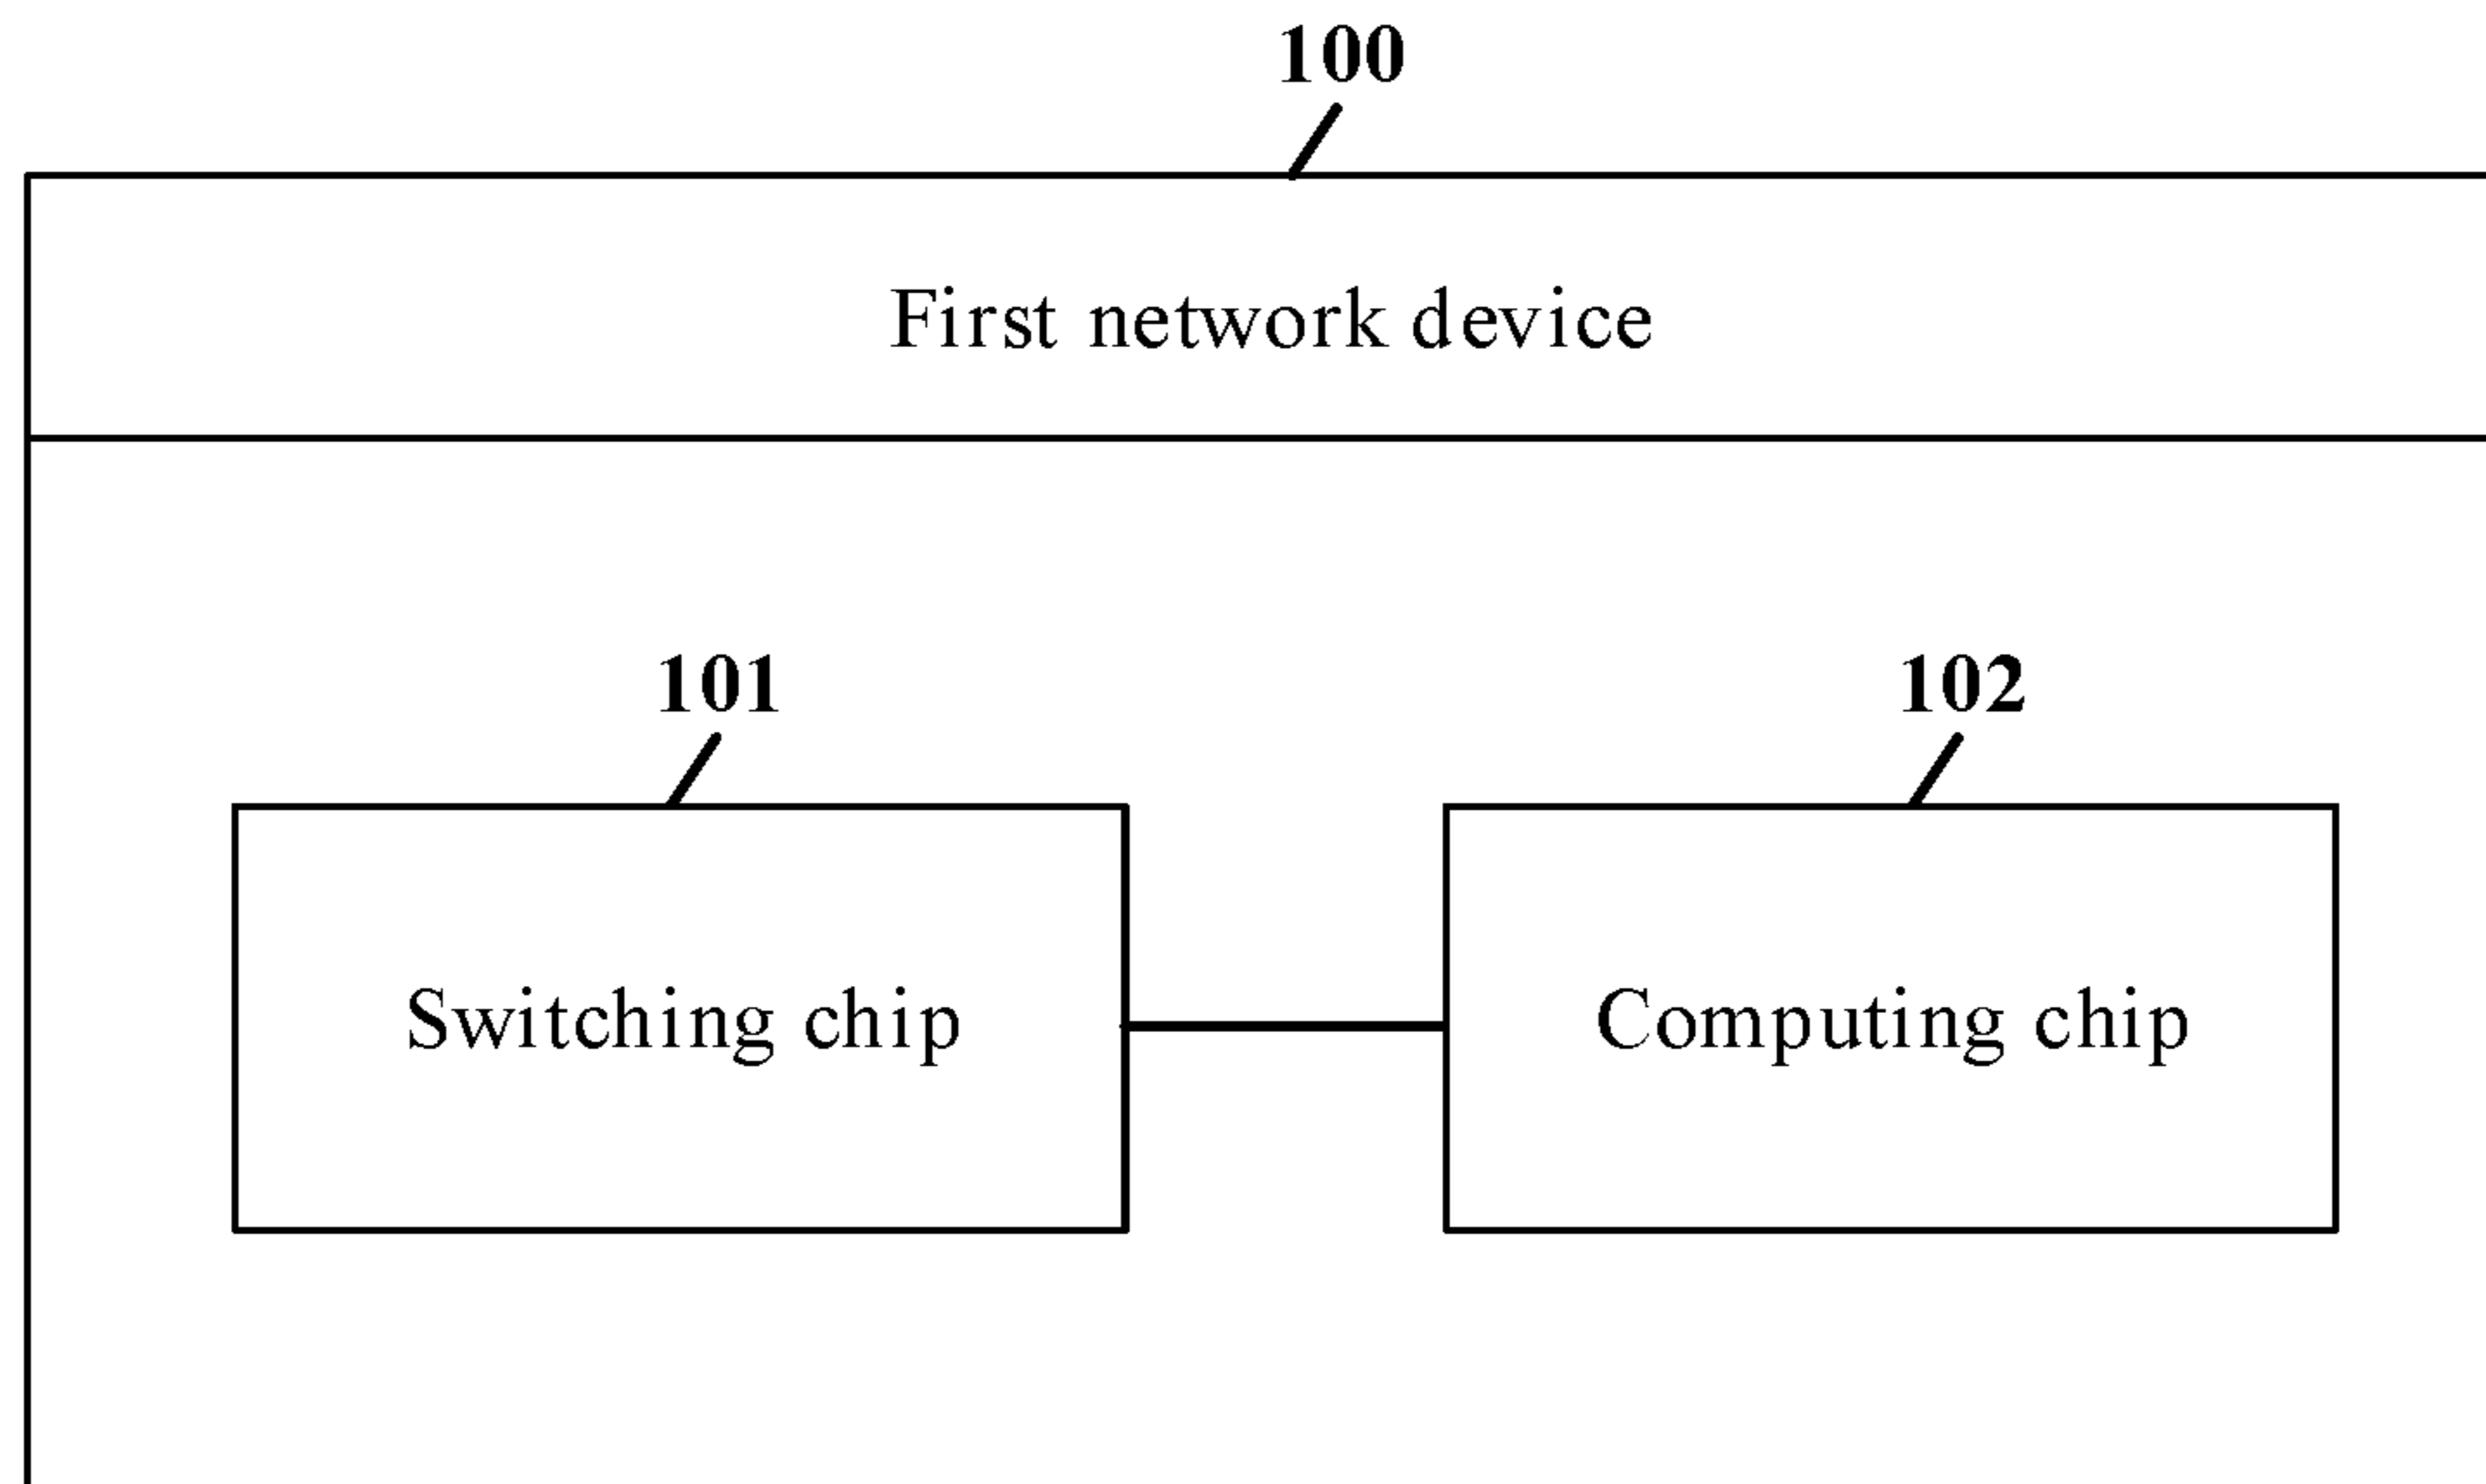 100
First network device
101
102
Switching chip
Computing chip